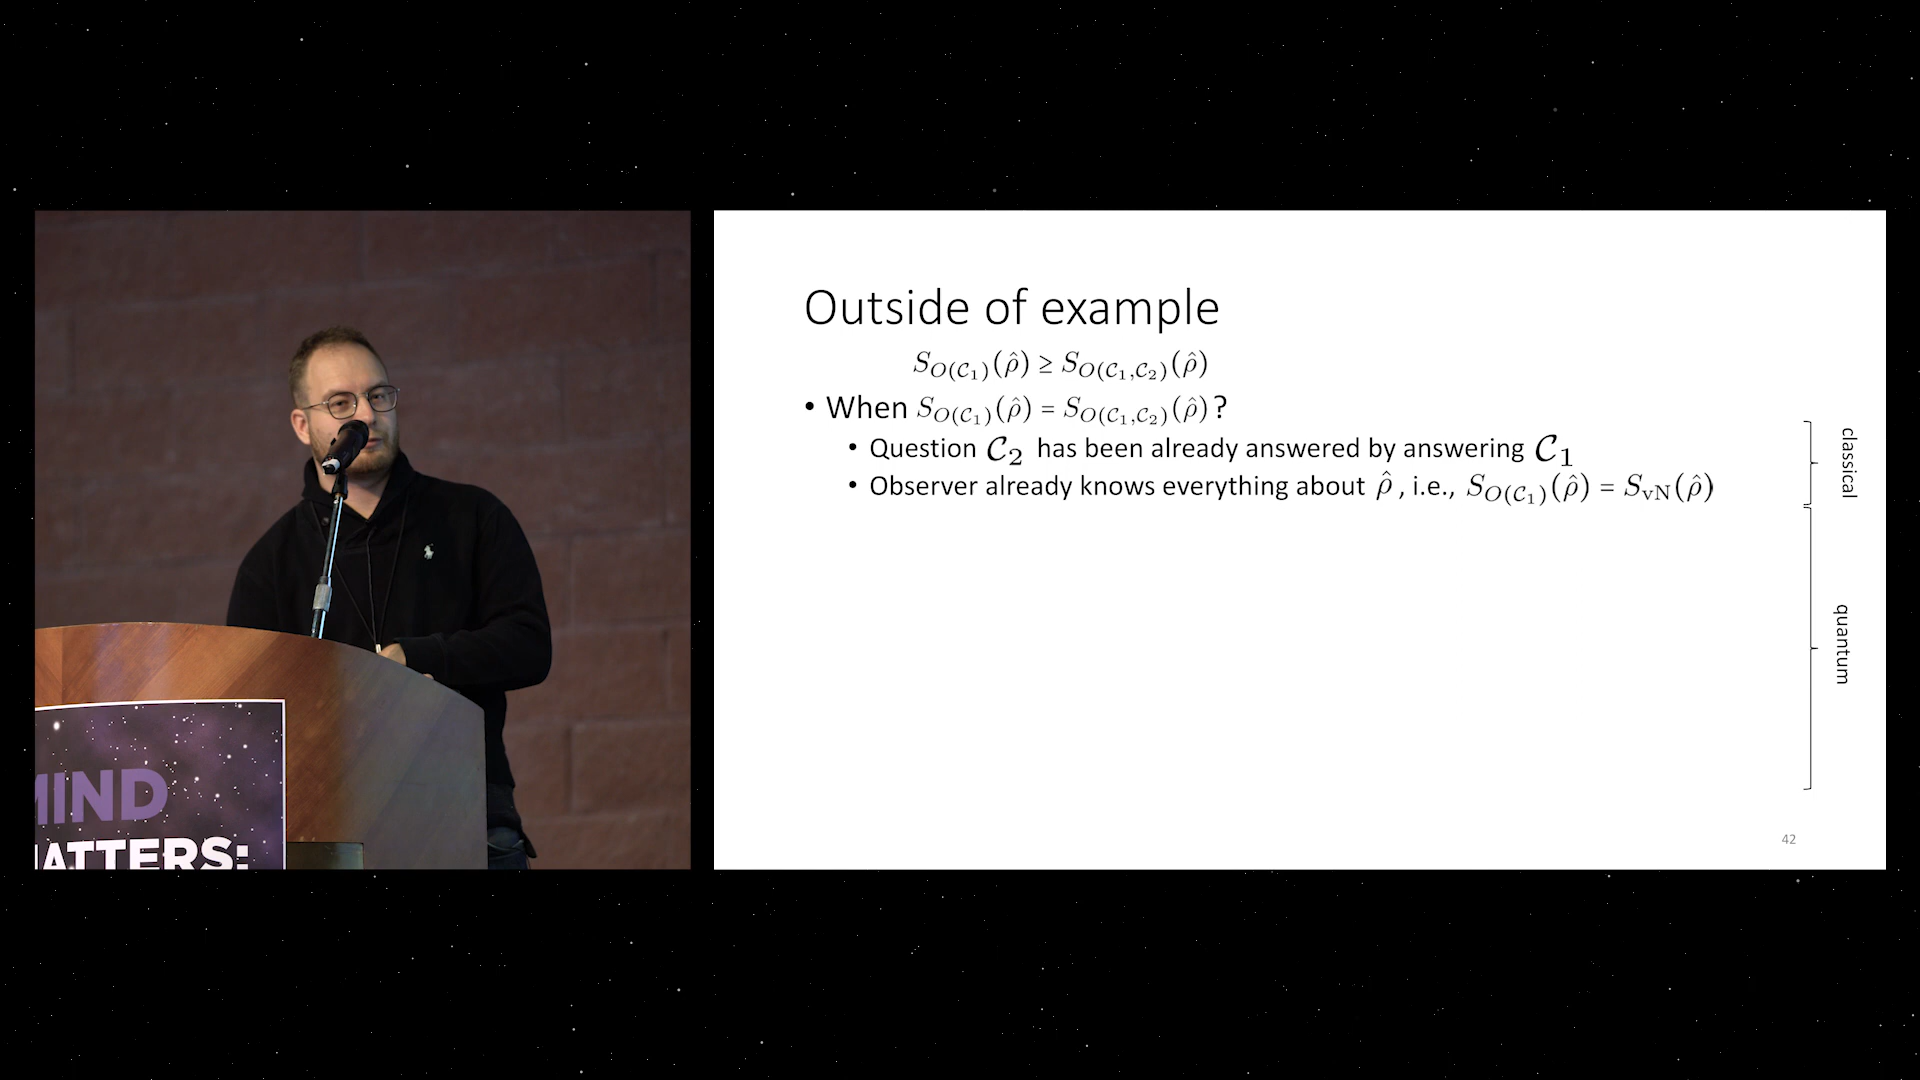 MIND
MATTERS:
Outside of example
S_{O(C_1)}(ρ̂) ≥ S_{O(C_1,C_2)}(ρ̂)
• When S_{O(C_1)}(ρ̂) = S_{O(C_1,C_2)}(ρ̂)?
• Question C_2 has been already answered by answering C_1
• Observer already knows everything about ρ̂, i.e., S_{O(C_1)}(ρ̂) = S_{vN}(ρ̂)
classical
quantum
42